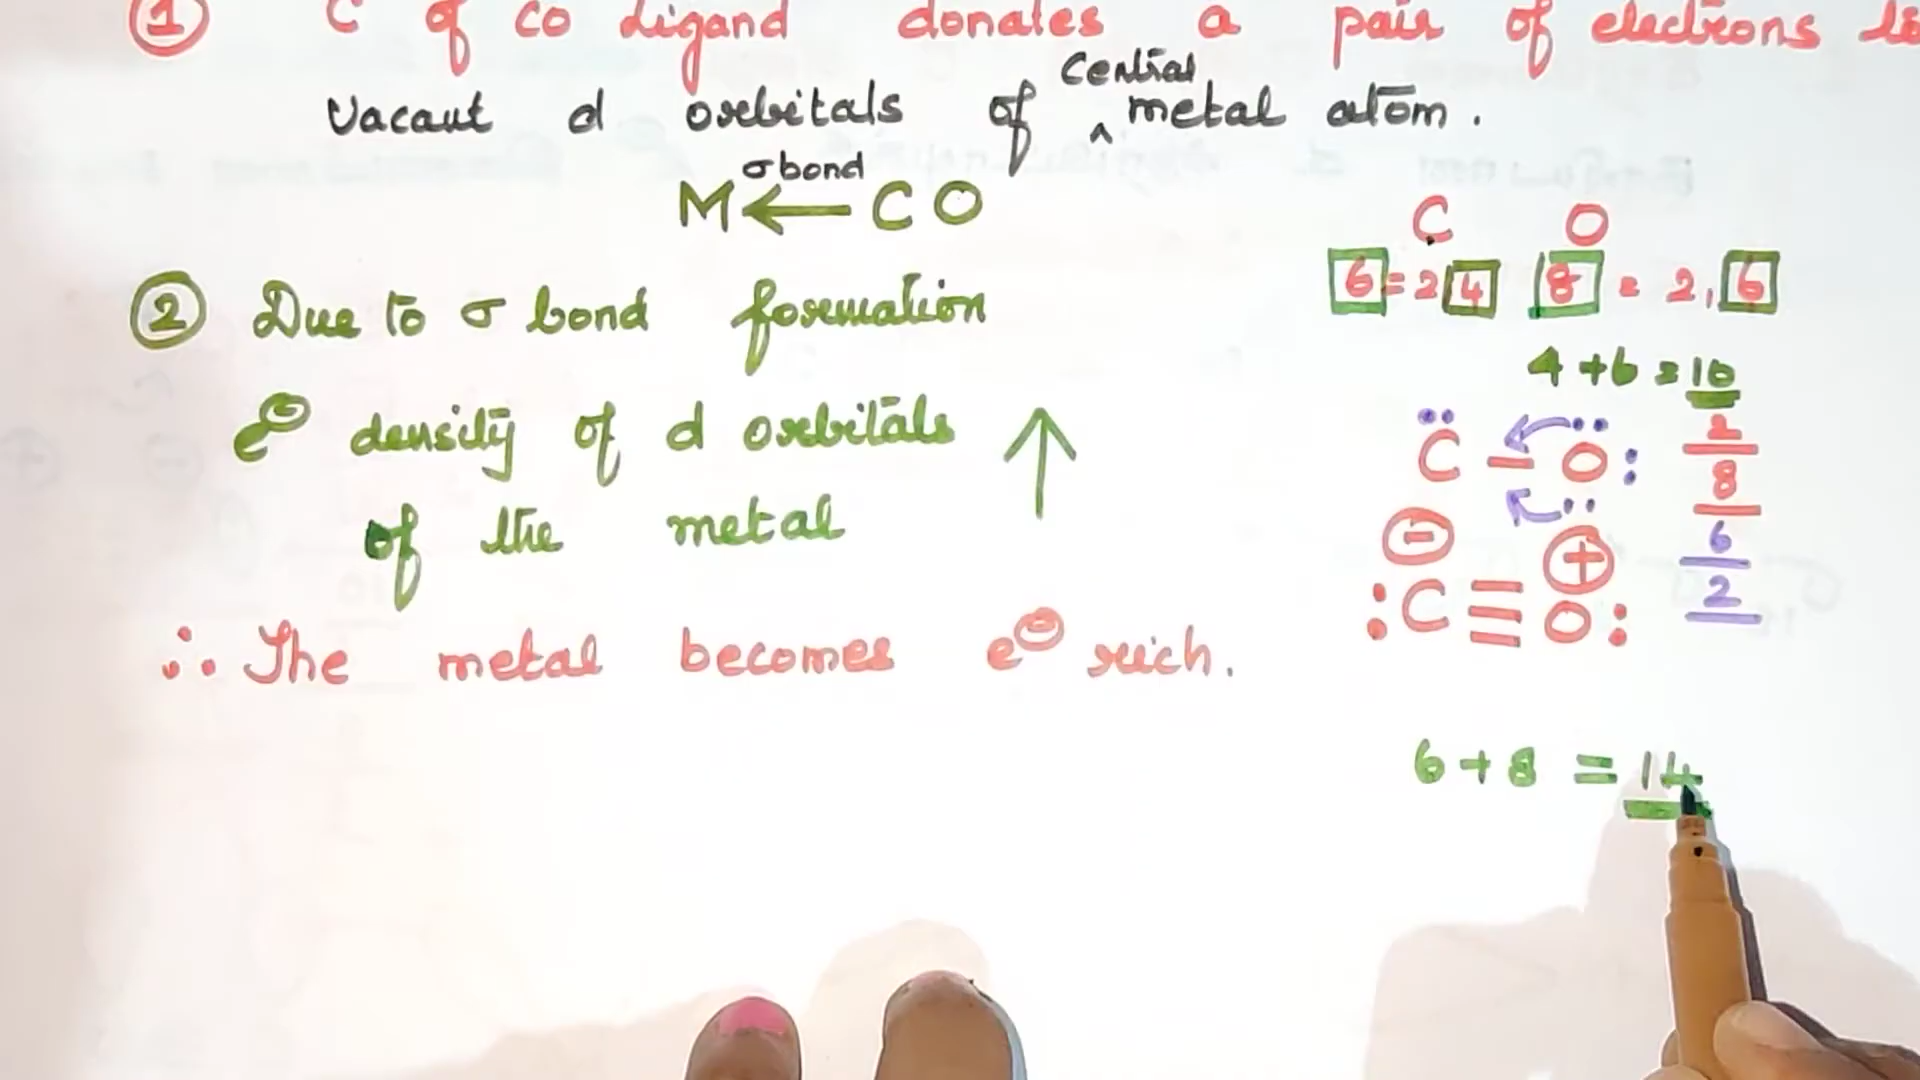 ① C of CO Ligand donates a pair of electrons
Central
Vacant d orbitals of ^ metal atom.
σ bond
M ← C O
② Due to σ bond formation
e⊖ density of d orbitals ↑
of the metal
∴ The metal becomes e⊖ rich.
C O
6 = 2 4 8 = 2, 6
4 + 6 = 10
2
C – O :
8
⊖ ⊕
6
:C ≡ O:
2
6 + 8 = 14